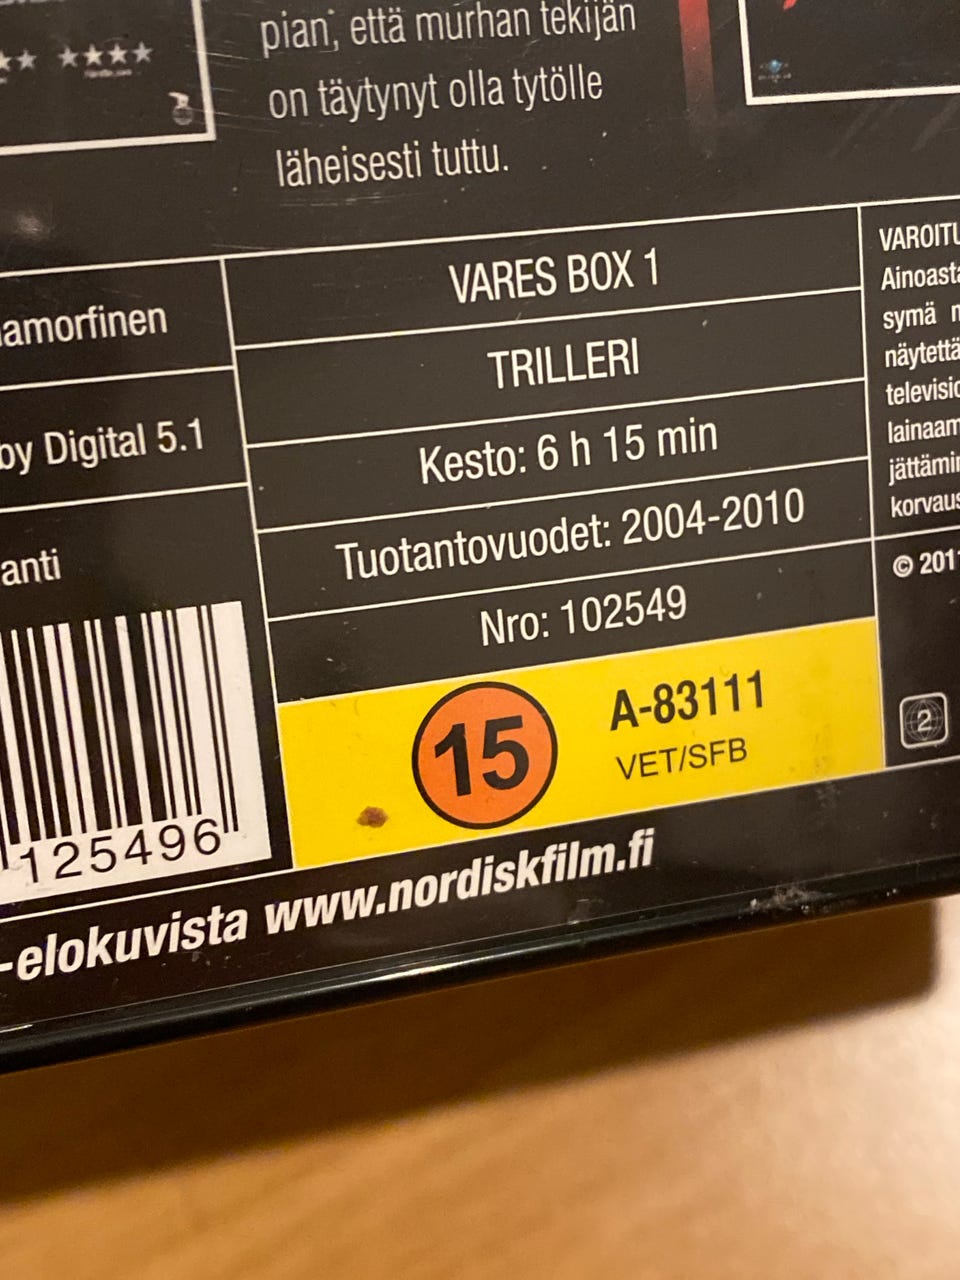 pian, että murhan tekijän
on täytynyt olla tytölle
läheisesti tuttu.
amorfinen
by Digital 5.1
anti
VARES BOX 1
TRILLERI
Kesto: 6 h 15 min
Tuotantovuodet: 2004-2010
Nro: 102549
15
A-83111
VET/SFB
VAROITU
Ainoasta
symä
näytettä
televisio
lainaam
jättämin
korvaus
© 201
2
125496
-elokuvista www.nordiskfilm.fi